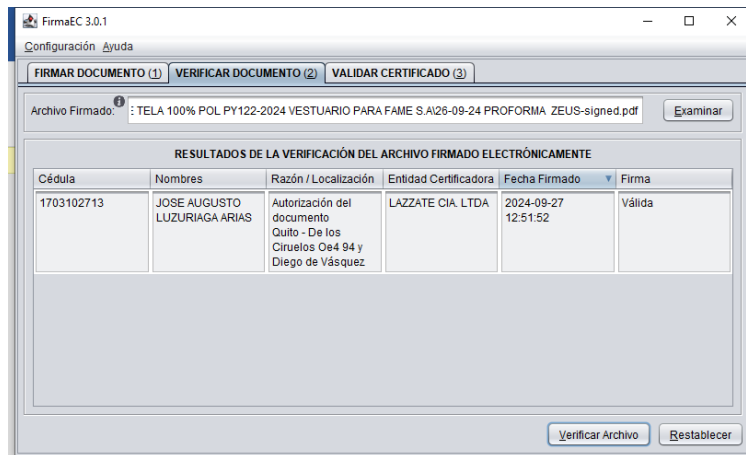 FirmaEC 3.0.1
Configuración Ayuda
FIRMAR DOCUMENTO (1) VERIFICAR DOCUMENTO (2) VALIDAR CERTIFICADO (3)
Archivo Firmado: E TELA 100% POL PY122-2024 VESTUARIO PARA FAME S.A\26-09-24 PROFORMA ZEUS-signed.pdf Examinar
RESULTADOS DE LA VERIFICACIÓN DEL ARCHIVO FIRMADO ELECTRÓNICAMENTE
Cédula Nombres Razón / Localización Entidad Certificadora Fecha Firmado Firma
1703102713 JOSE AUGUSTO Autorización del LAZZATE CIA. LTDA 2024-09-27 Válida
LUZURIAGA ARIAS documento 12:51:52
Quito - De los
Ciruelos Oe4 94 y
Diego de Vásquez
Verificar Archivo Restablecer